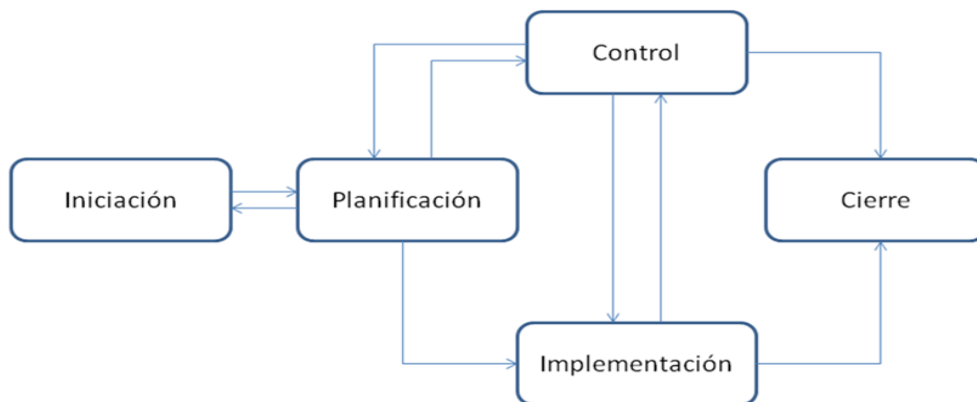 Control
Iniciación
Planificación
Cierre
Implementación